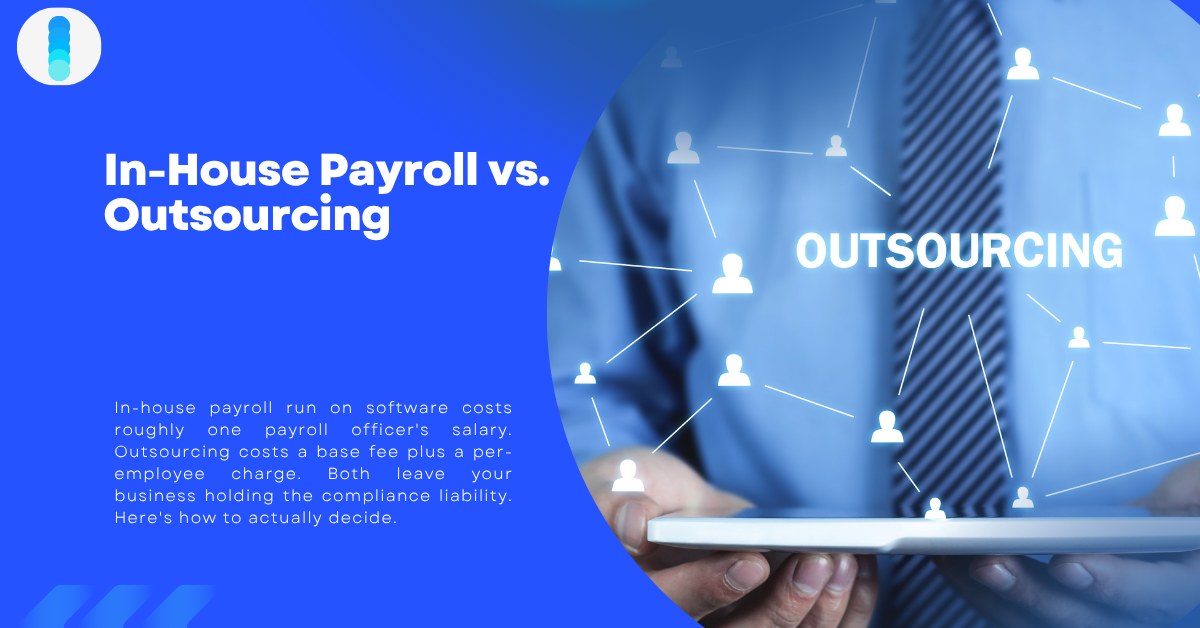 In-House Payroll vs.
Outsourcing
OUTSOURCING
In-house payroll run on software costs
roughly one payroll officer's salary.
Outsourcing costs a base fee plus a per-
employee charge. Both leave your
business holding the compliance liability.
Here's how to actually decide.